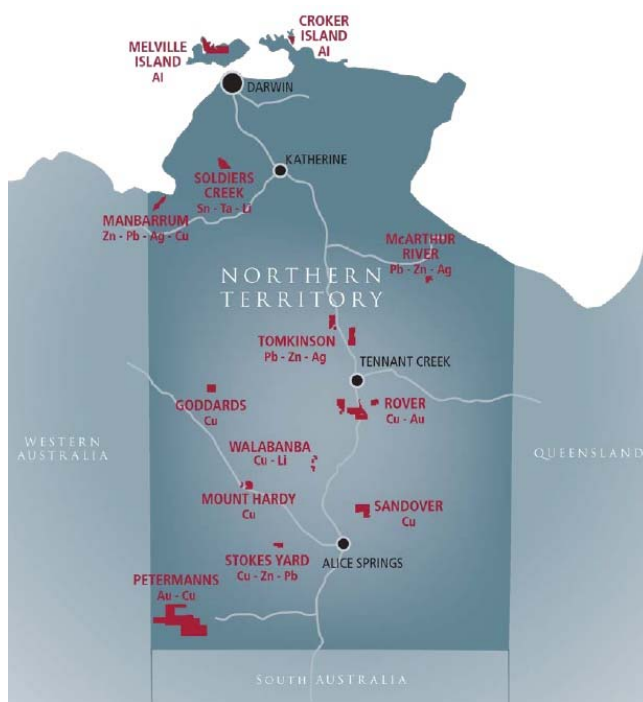 CROKER
ISLAND
Al
MELVILLE
ISLAND
Al
DARWIN
KATHERINE
SOLDIERS
CREEK
Sn - Ta - Li
MANBARRUM
Zn - Pb - Ag - Cu
McARTHUR
RIVER
Pb - Zn - Ag
NORTHERN
TERRITORY
TOMKINSON
Pb - Zn - Ag
TENNANT CREEK
GODDARDS
Cu
ROVER
Cu - Au
WESTERN
AUSTRALIA
WALABANBA
Cu - Li
QUEENSLAND
MOUNT HARDY
Cu
SANDOVER
Cu
STOKES YARD
Cu - Zn - Pb
ALICE SPRINGS
PETERMANNS
Au - Cu
SOUTH AUSTRALIA